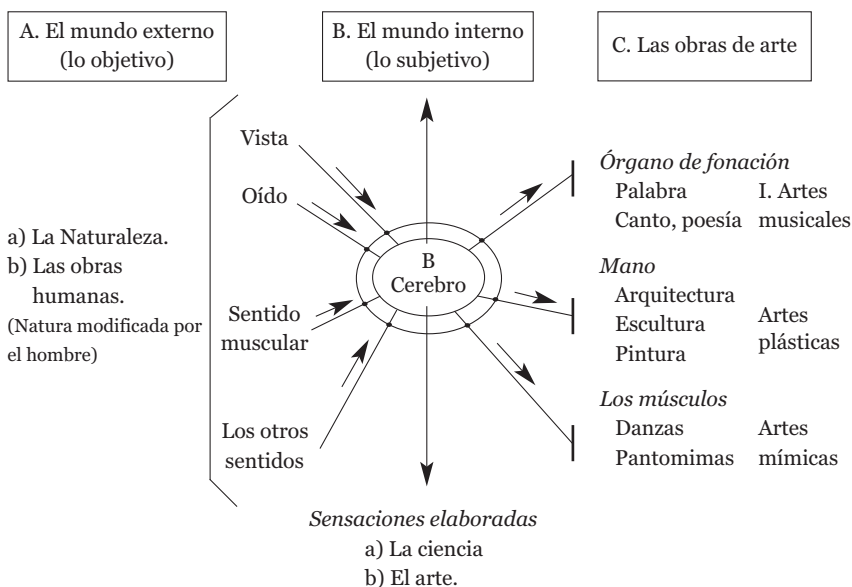 A. El mundo externo
(lo objetivo)
B. El mundo interno
(lo subjetivo)
C. Las obras de arte
a) La Naturaleza.
b) Las obras
humanas.
(Natura modificada por
el hombre)
Vista
Oído
Sentido
muscular
Los otros
sentidos
B
Cerebro
Órgano de fonación
Palabra I. Artes
Canto, poesía musicales
Mano
Arquitectura
Escultura Artes
Pintura plásticas
Los músculos
Danzas Artes
Pantomimas mímicas
Sensaciones elaboradas
a) La ciencia
b) El arte.